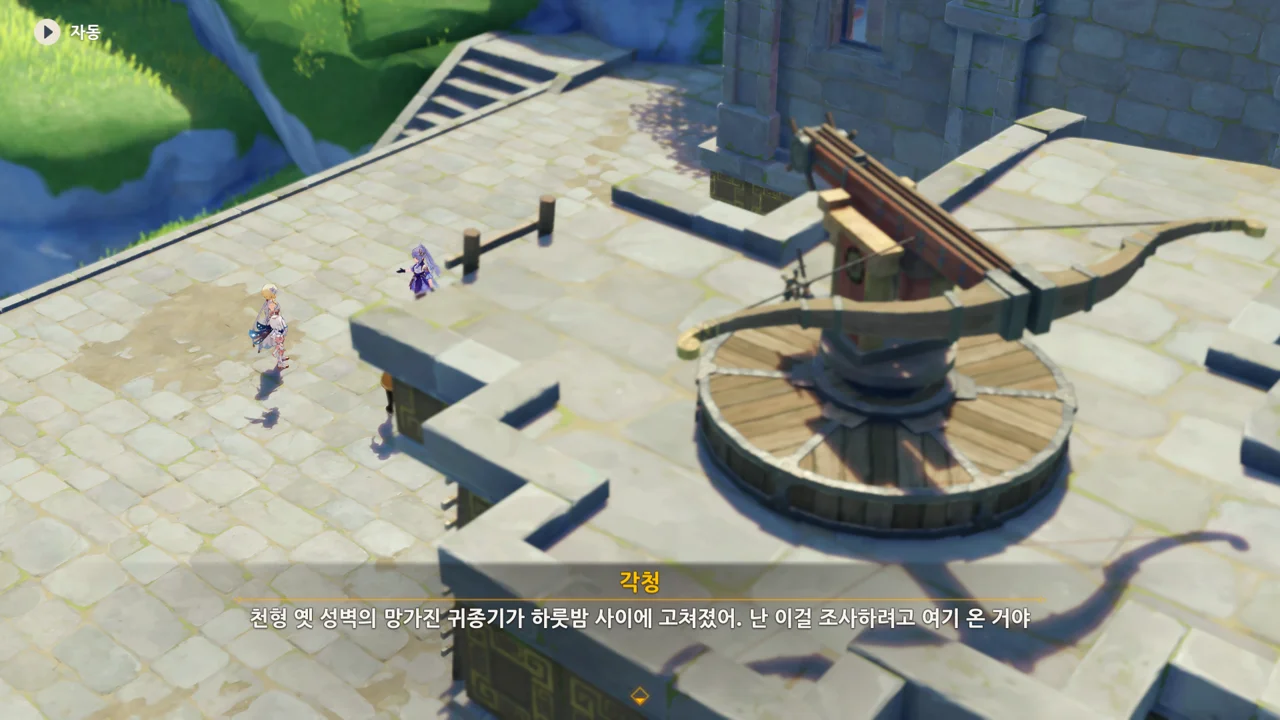 자동
각청
천형 옛 성벽의 망가진 귀종기가 하룻밤 사이에 고쳐졌어. 난 이걸 조사하려고 여기 온 거야